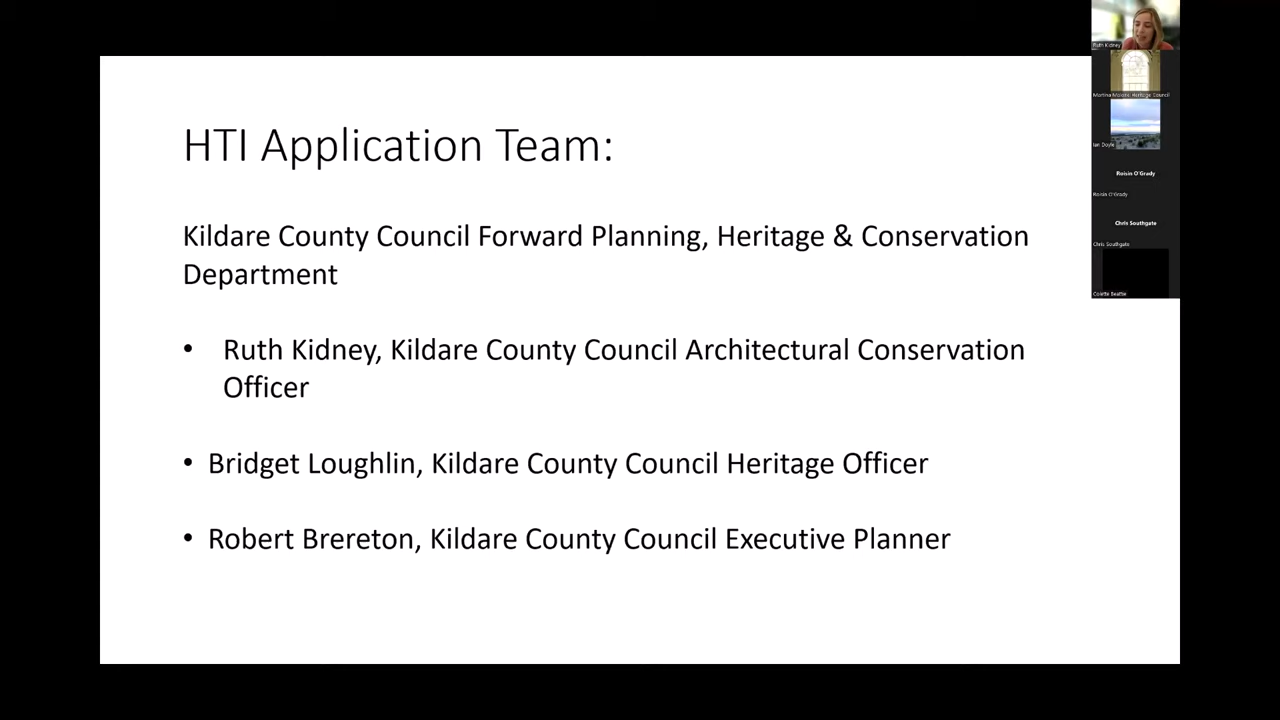 HTI Application Team:
Kildare County Council Forward Planning, Heritage & Conservation
Department
• Ruth Kidney, Kildare County Council Architectural Conservation
Officer
• Bridget Loughlin, Kildare County Council Heritage Officer
• Robert Brereton, Kildare County Council Executive Planner
Ruth Kidney
Heritage Council
Ian Doyle
Roisin O'Grady
Roisin O'Grady
Chris Southgate
Chris Southgate
Colette Beattie